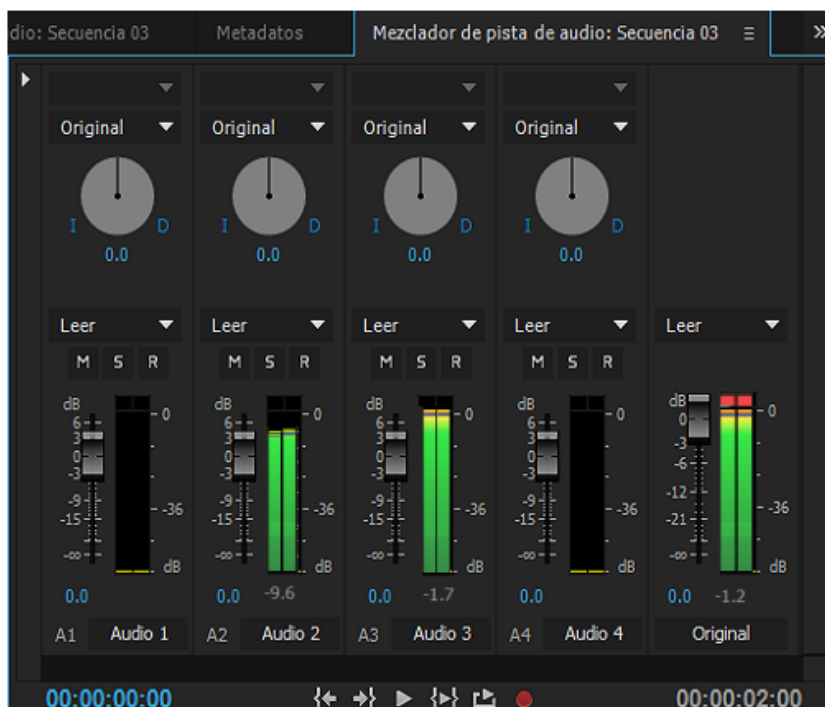 dio: Secuencia 03 Metadatos Mezclador de pista de audio: Secuencia 03
Original Original Original Original
I D I D I D I D
0.0 0.0 0.0 0.0
Leer Leer Leer Leer Leer
M S R M S R M S R M S R
dB dB dB dB dB
6 0 6 0 6 0 6 0 0 0
3 3 3 3 -3
0 0 0 0 -6
-3 -3 -3 -3 -12
-9 -36 -9 -36 -9 -36 -9 -36 -36
-15 -15 -15 -15 -21
-∞ dB -∞ dB -∞ dB -∞ dB -∞ dB
0.0 0.0 -9.6 0.0 -1.7 0.0 0.0 -1.2
A1 Audio 1 A2 Audio 2 A3 Audio 3 A4 Audio 4 Original
00:00:00:00 00:00:02:00